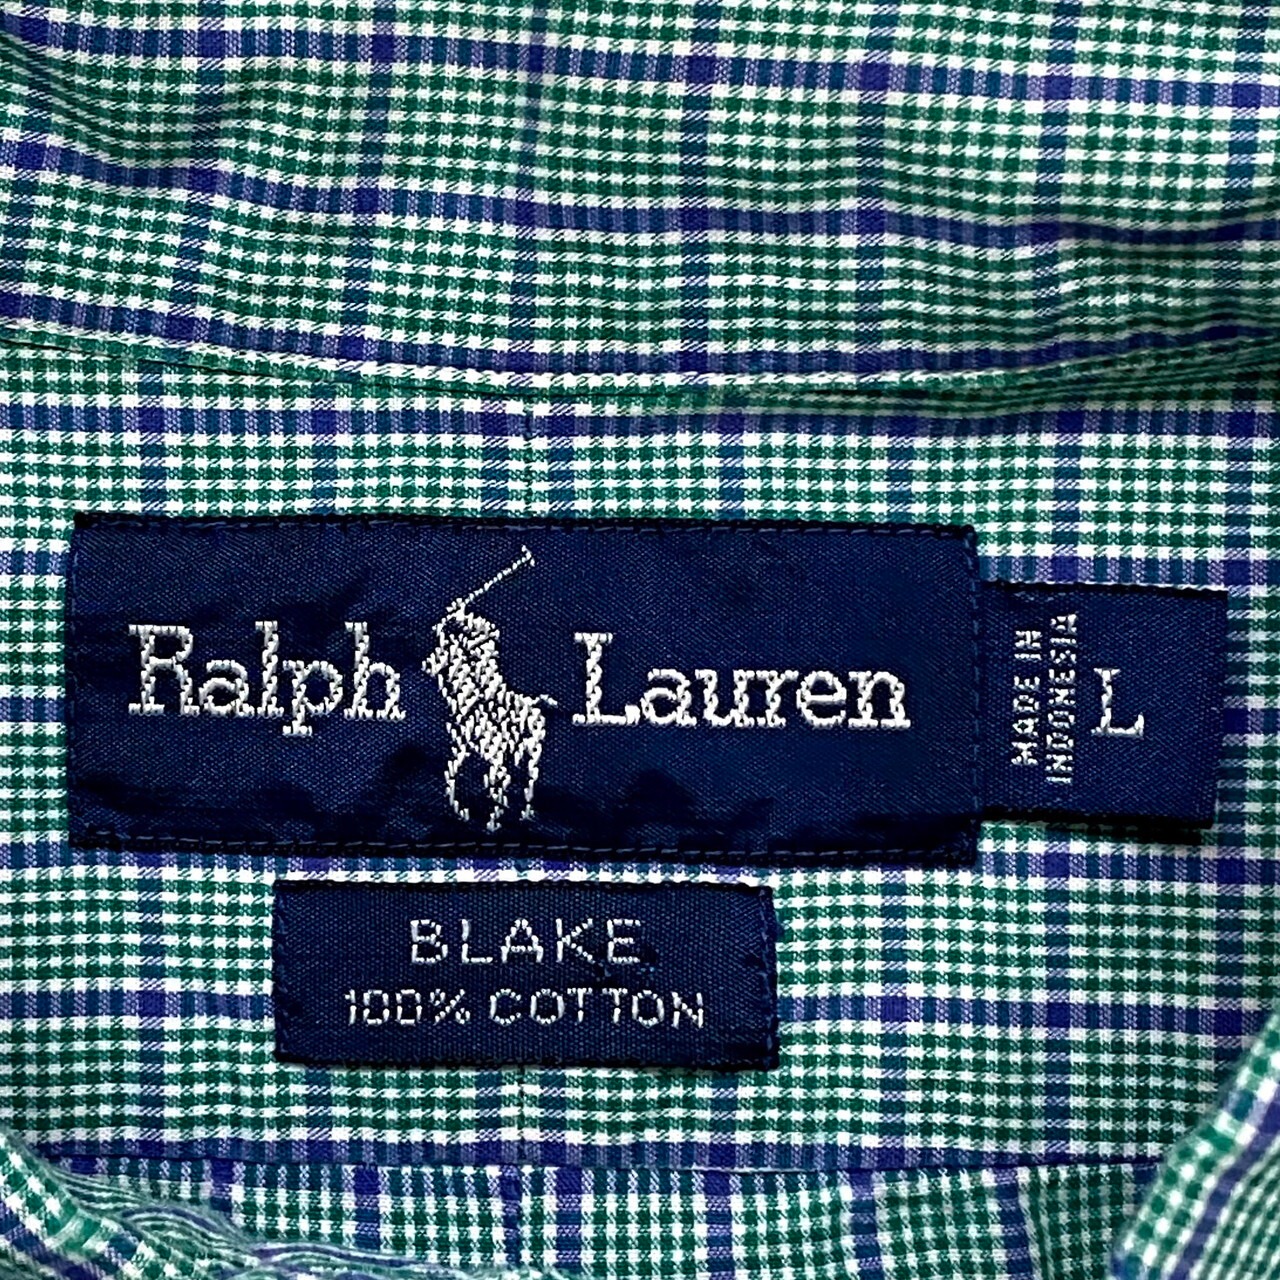 Ralph Lauren
MADE IN
INDONESIA
L
BLAKE
100% COTTON